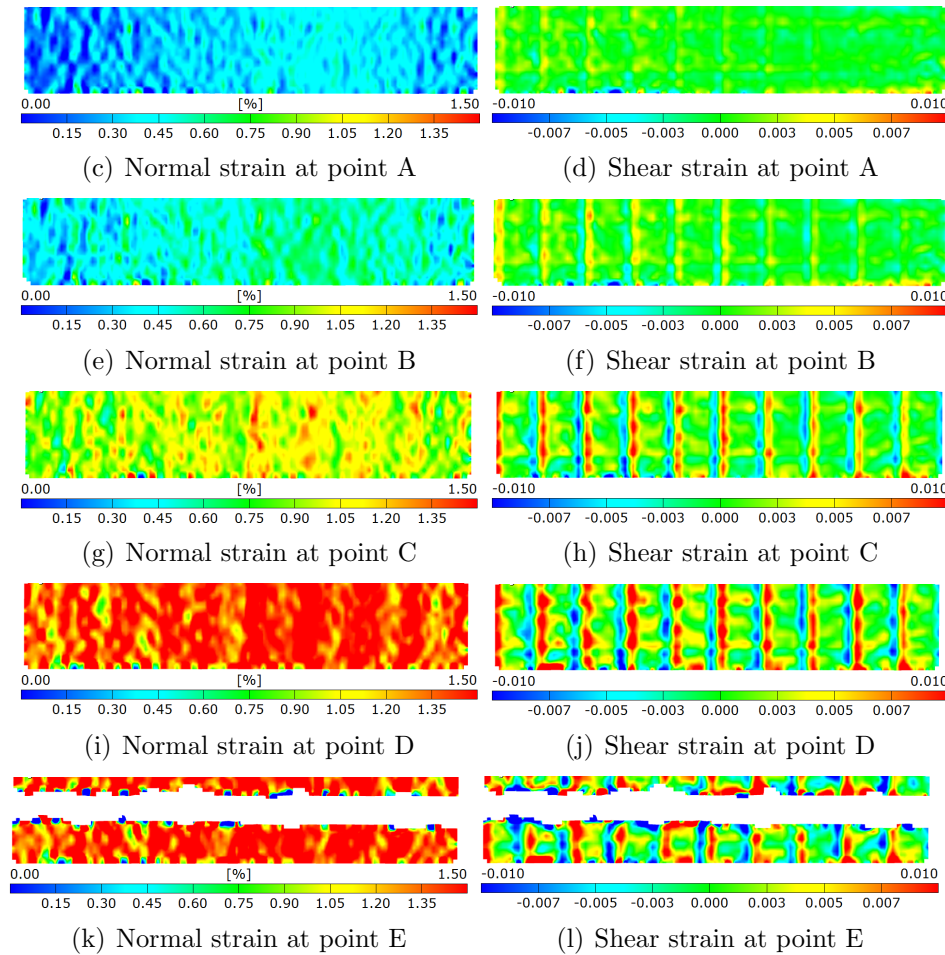 0.00 [%] 1.50 -0.010 0.010
0.15 0.30 0.45 0.60 0.75 0.90 1.05 1.20 1.35 -0.007 -0.005 -0.003 0.000 0.003 0.005 0.007
(c) Normal strain at point A (d) Shear strain at point A
0.00 [%] 1.50 -0.010 0.010
0.15 0.30 0.45 0.60 0.75 0.90 1.05 1.20 1.35 -0.007 -0.005 -0.003 0.000 0.003 0.005 0.007
(e) Normal strain at point B (f) Shear strain at point B
0.00 [%] 1.50 -0.010 0.010
0.15 0.30 0.45 0.60 0.75 0.90 1.05 1.20 1.35 -0.007 -0.005 -0.003 0.000 0.003 0.005 0.007
(g) Normal strain at point C (h) Shear strain at point C
0.00 [%] 1.50 -0.010 0.010
0.15 0.30 0.45 0.60 0.75 0.90 1.05 1.20 1.35 -0.007 -0.005 -0.003 0.000 0.003 0.005 0.007
(i) Normal strain at point D (j) Shear strain at point D
0.00 [%] 1.50 -0.010 0.010
0.15 0.30 0.45 0.60 0.75 0.90 1.05 1.20 1.35 -0.007 -0.005 -0.003 0.000 0.003 0.005 0.007
(k) Normal strain at point E (l) Shear strain at point E